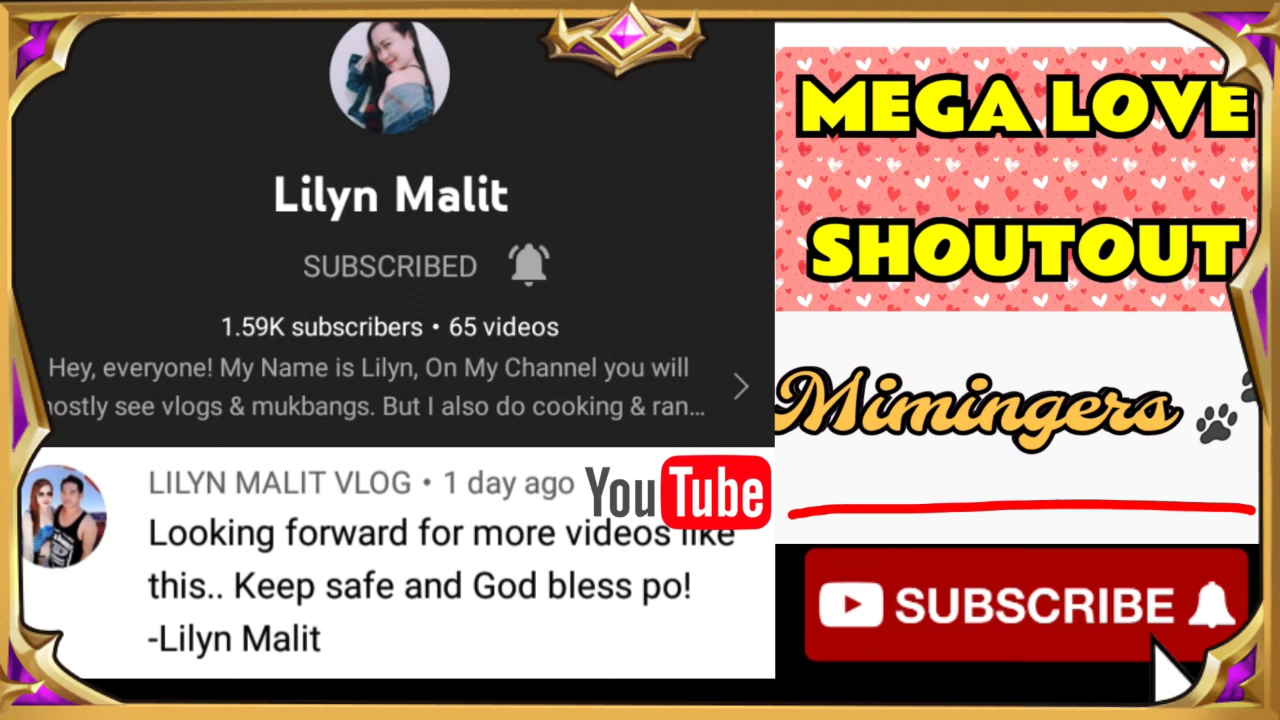 Lilyn Malit
SUBSCRIBED
1.59K subscribers • 65 videos
Hey, everyone! My Name is Lilyn, On My Channel you will
ostly see vlogs & mukbangs. But I also do cooking & ran...
LILYN MALIT VLOG • 1 day ago
YouTube
Looking forward for more videos like
this.. Keep safe and God bless po!
-Lilyn Malit
MEGA LOVE
SHOUTOUT
Mimingers
SUBSCRIBE